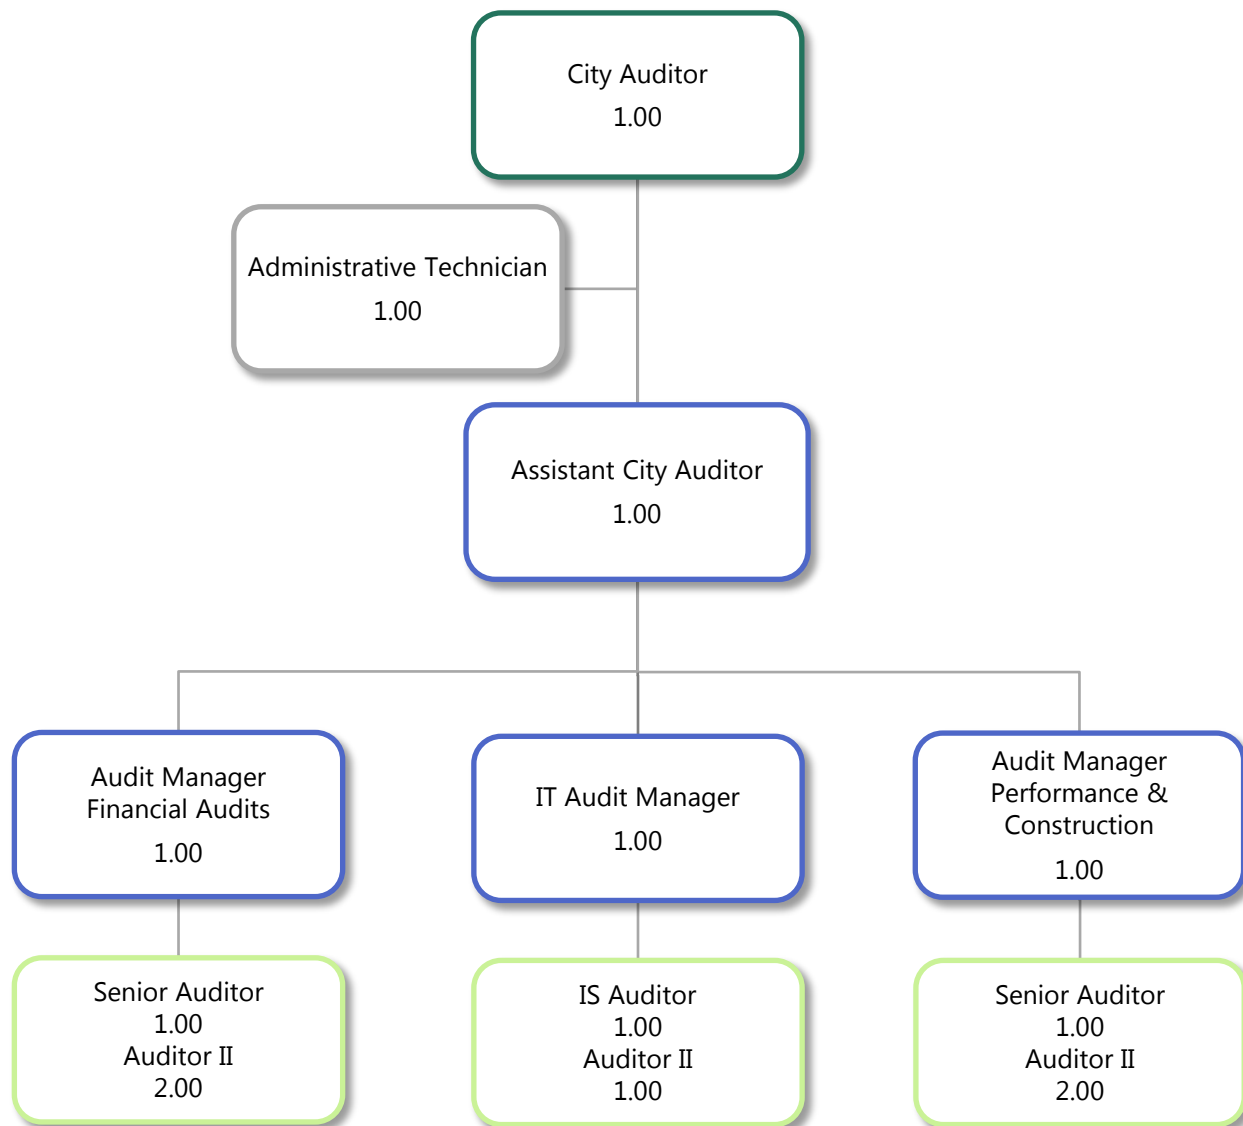 City Auditor
1.00
Administrative Technician
1.00
Assistant City Auditor
1.00
Audit Manager
Financial Audits
1.00
IT Audit Manager
1.00
Audit Manager
Performance &
Construction
1.00
Senior Auditor
1.00
Auditor II
2.00
IS Auditor
1.00
Auditor II
1.00
Senior Auditor
1.00
Auditor II
2.00